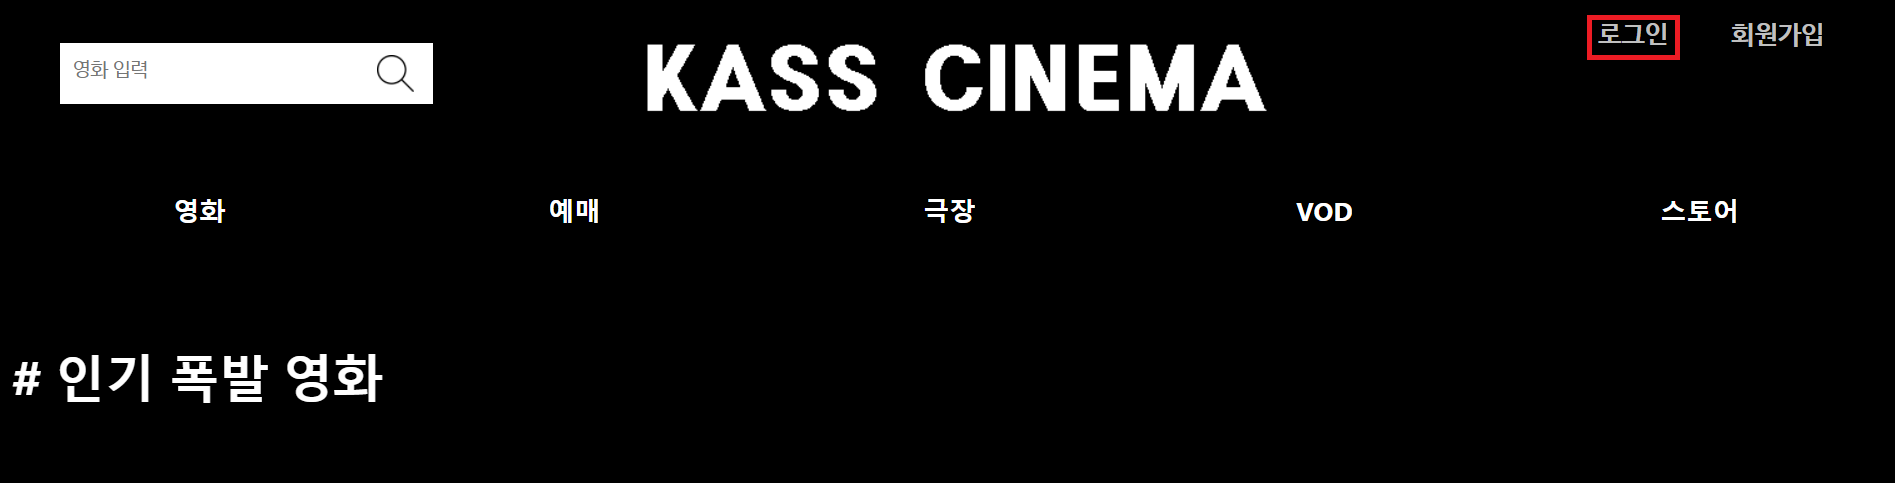 로그인 회원가입
영화 입력
KASS CINEMA
영화 예매 극장 VOD 스토어
# 인기 폭발 영화